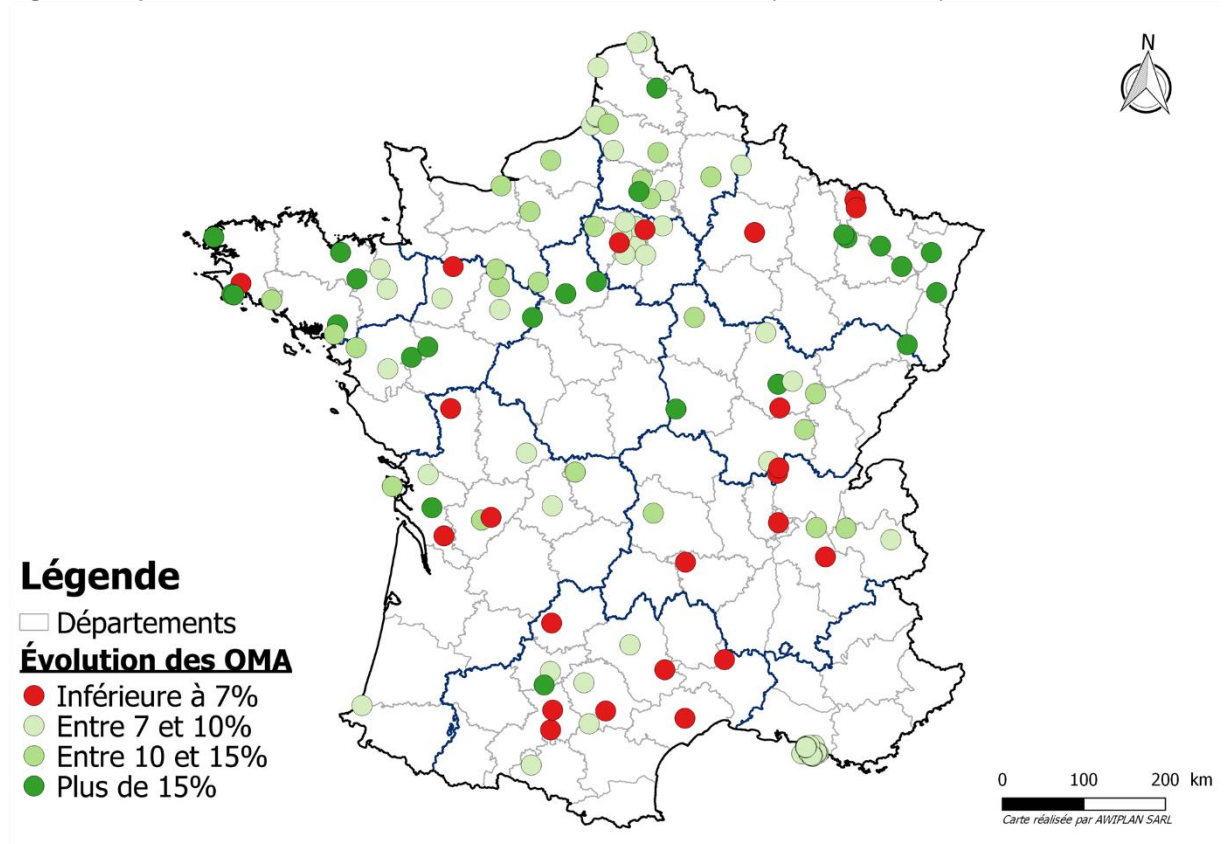 N
Légende
Départements
Évolution des OMA
Inférieure à 7%
Entre 7 et 10%
Entre 10 et 15%
Plus de 15%
0 100 200 km
Carte réalisée par AWIPLAN SARL